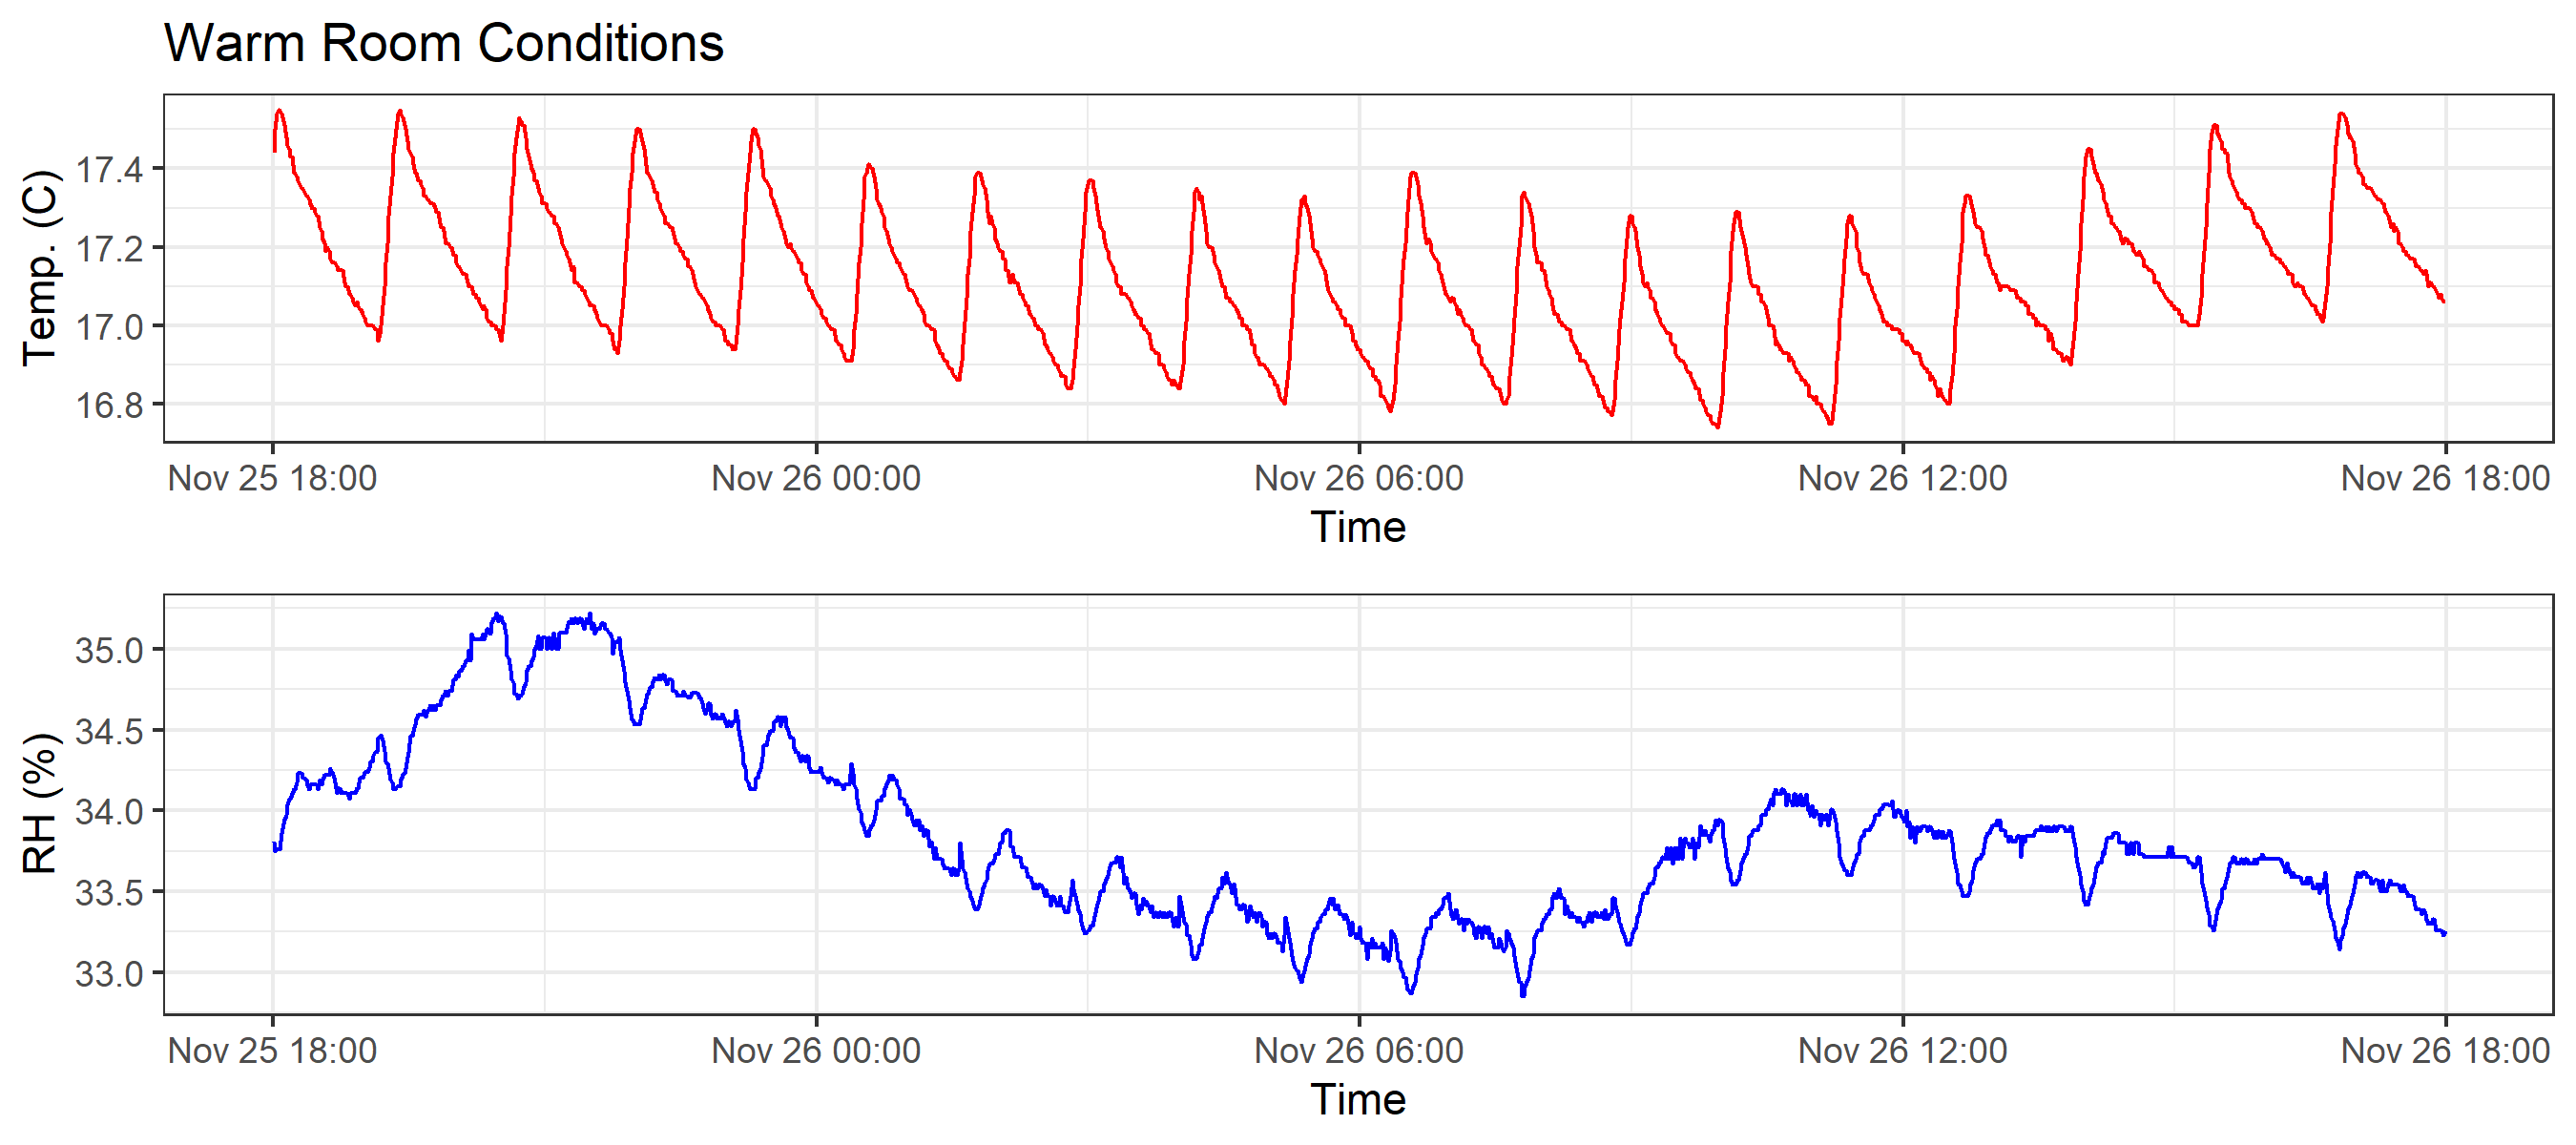 Warm Room Conditions
Temp. (C)
17.4
17.2
17.0
16.8
Nov 25 18:00 Nov 26 00:00 Nov 26 06:00 Nov 26 12:00 Nov 26 18:00
Time
RH (%)
35.0
34.5
34.0
33.5
33.0
Nov 25 18:00 Nov 26 00:00 Nov 26 06:00 Nov 26 12:00 Nov 26 18:00
Time